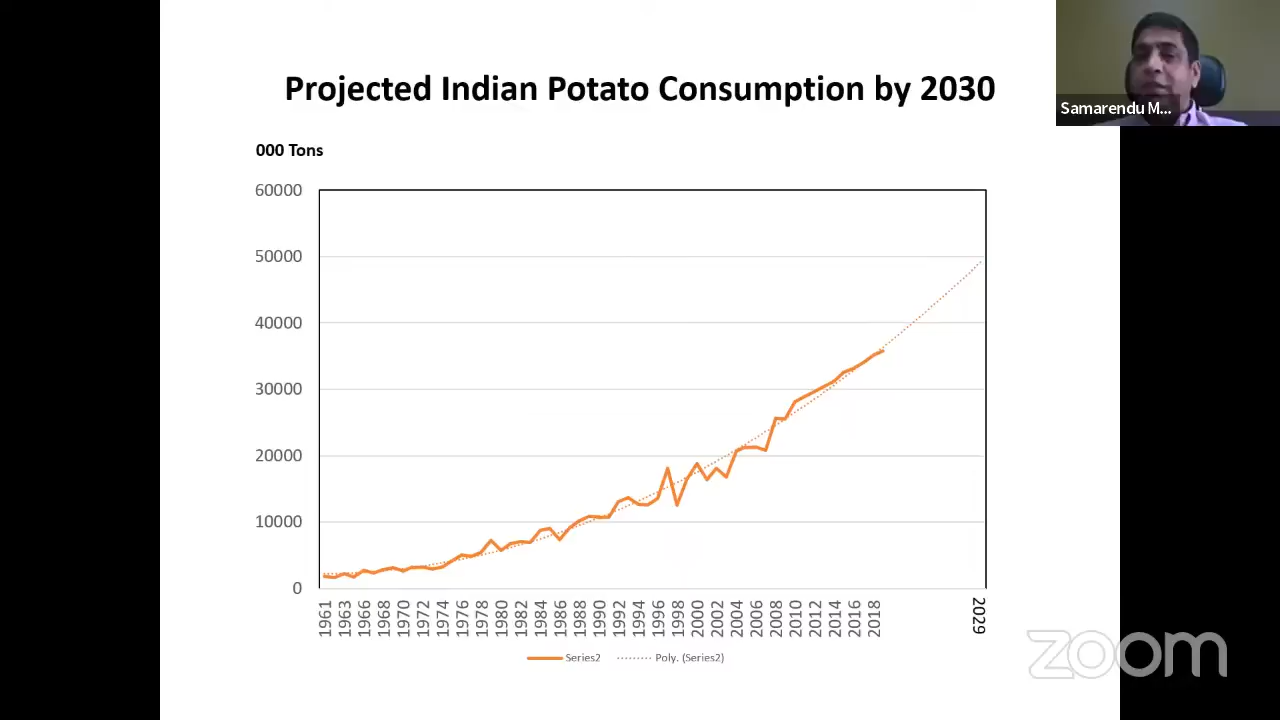 Projected Indian Potato Consumption by 2030
Samarendu M...
000 Tons
60000
50000
40000
30000
20000
10000
0
1961 1963 1966 1968 1970 1972 1974 1976 1978 1980 1982 1984 1986 1988 1990 1992 1994 1996 1998 2000 2002 2004 2006 2008 2010 2012 2014 2016 2018 2029
Series2 Poly. (Series2)
zoom